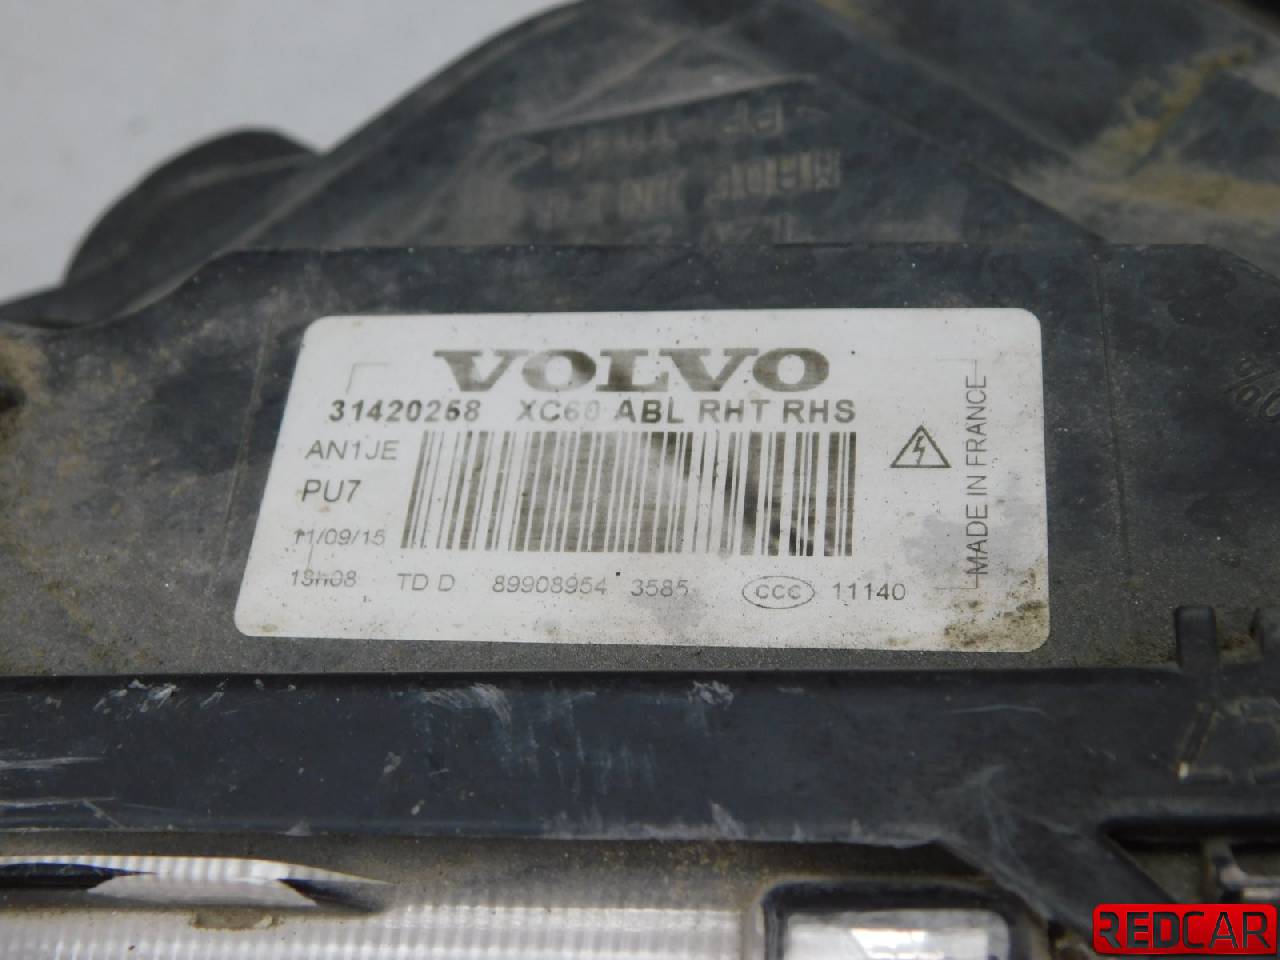 VOLVO
31420268 XC60 ABL RHT RHS
AN1JE
PU7
11/09/15
13h08 TD D 89908954 3585 CCC 11140
MADE IN FRANCE
REDCAR